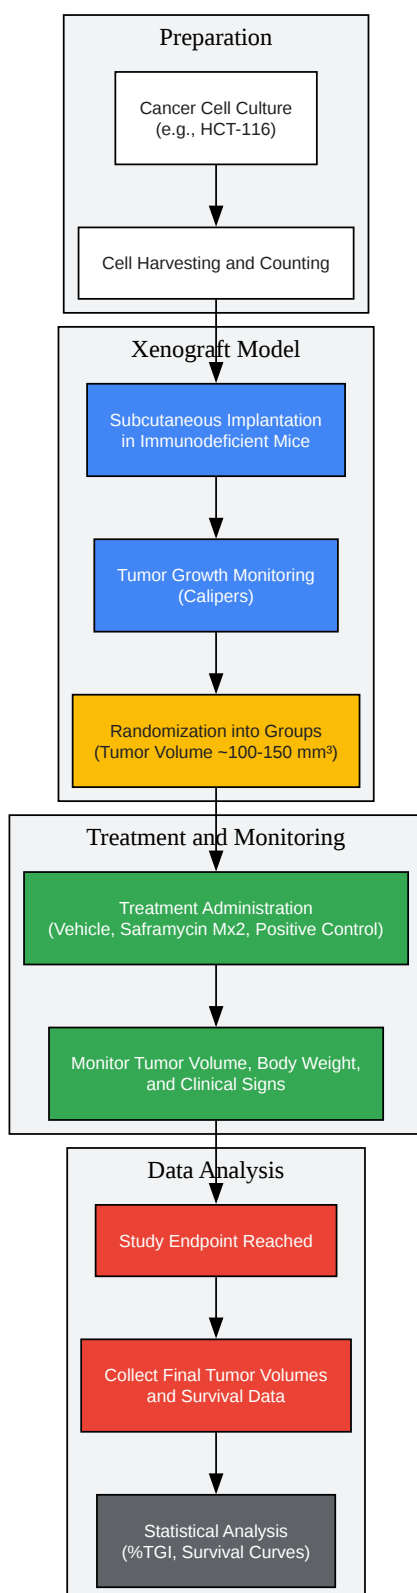 Preparation
Cancer Cell Culture
(e.g., HCT-116)
Cell Harvesting and Counting
Xenograft Model
Subcutaneous Implantation
in Immunodeficient Mice
Tumor Growth Monitoring
(Calipers)
Randomization into Groups
(Tumor Volume ~100-150 mm³)
Treatment and Monitoring
Treatment Administration
(Vehicle, Saframycin Mx2, Positive Control)
Monitor Tumor Volume, Body Weight,
and Clinical Signs
Data Analysis
Study Endpoint Reached
Collect Final Tumor Volumes
and Survival Data
Statistical Analysis
(%TGI, Survival Curves)